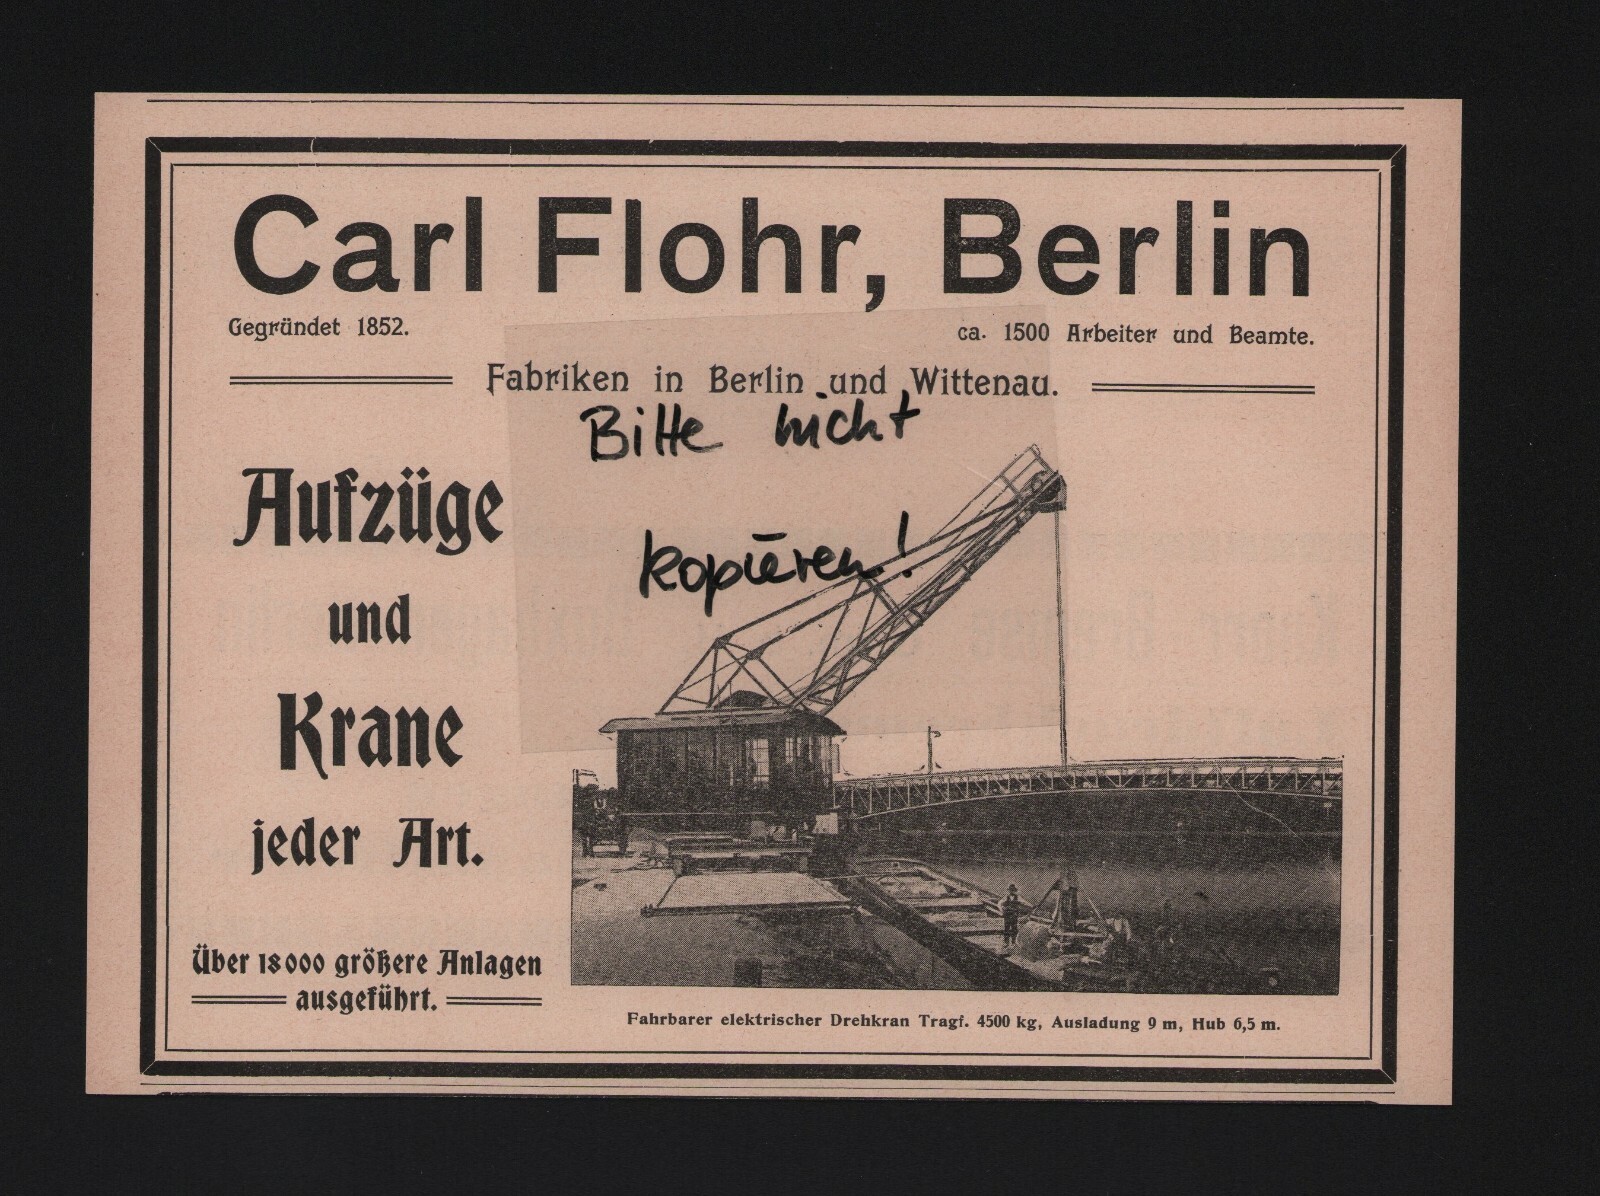 Carl Flohr, Berlin
Gegründet 1852.
ca. 1500 Arbeiter und Beamte.
Fabriken in Berlin und Wittenau.
Bitte nicht
kopieren!
Aufzüge
und
Krane
jeder Art.
Über 18000 größere Anlagen
ausgeführt.
Fahrbarer elektrischer Drehkran Tragf. 4500 kg, Ausladung 9 m, Hub 6,5 m.